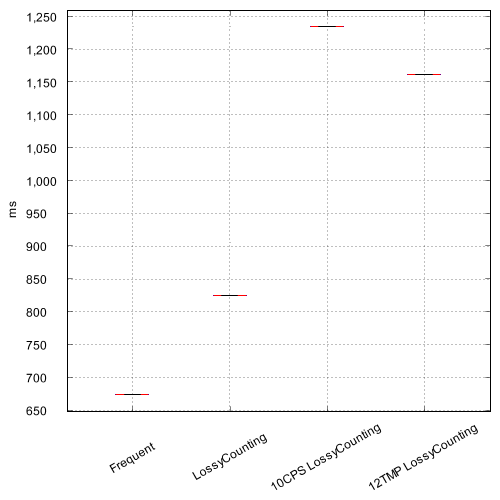 1,250
1,200
1,150
1,100
1,050
1,000
950
900
850
800
750
700
650
ms
Frequent
LossyCounting
10CPS LossyCounting
12TMP LossyCounting